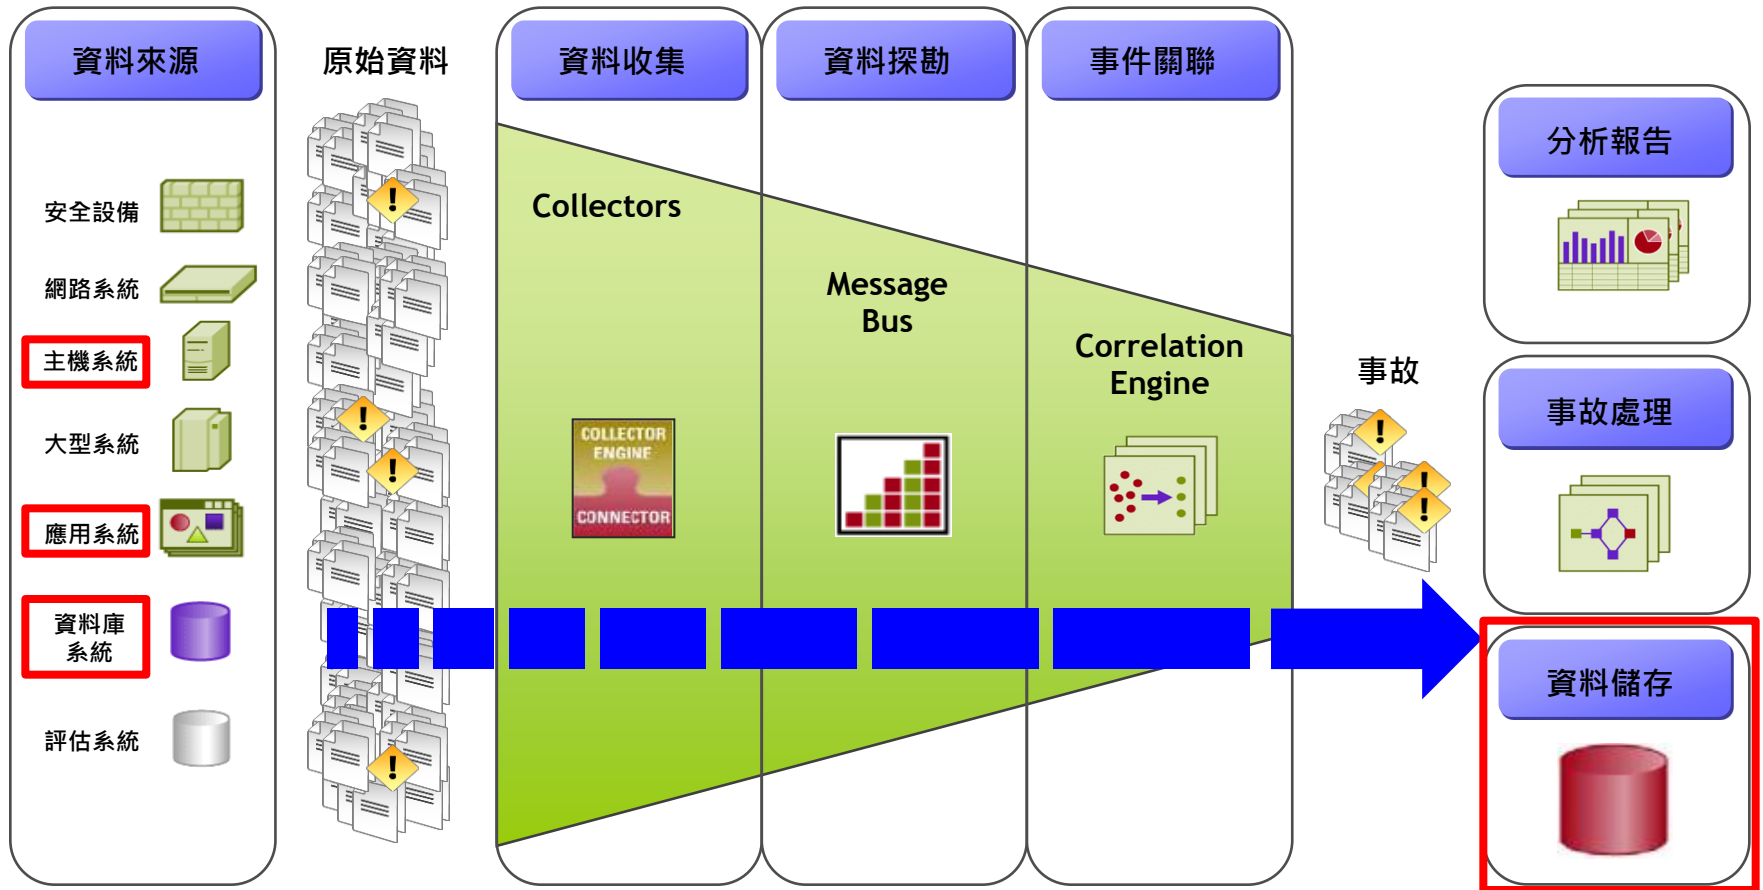 資料來源
安全設備
網路系統
主機系統
大型系統
應用系統
資料庫
系統
評估系統
原始資料
資料收集
Collectors
COLLECTOR
ENGINE
CONNECTOR
資料探勘
Message
Bus
事件關聯
Correlation
Engine
事故
分析報告
事故處理
資料儲存